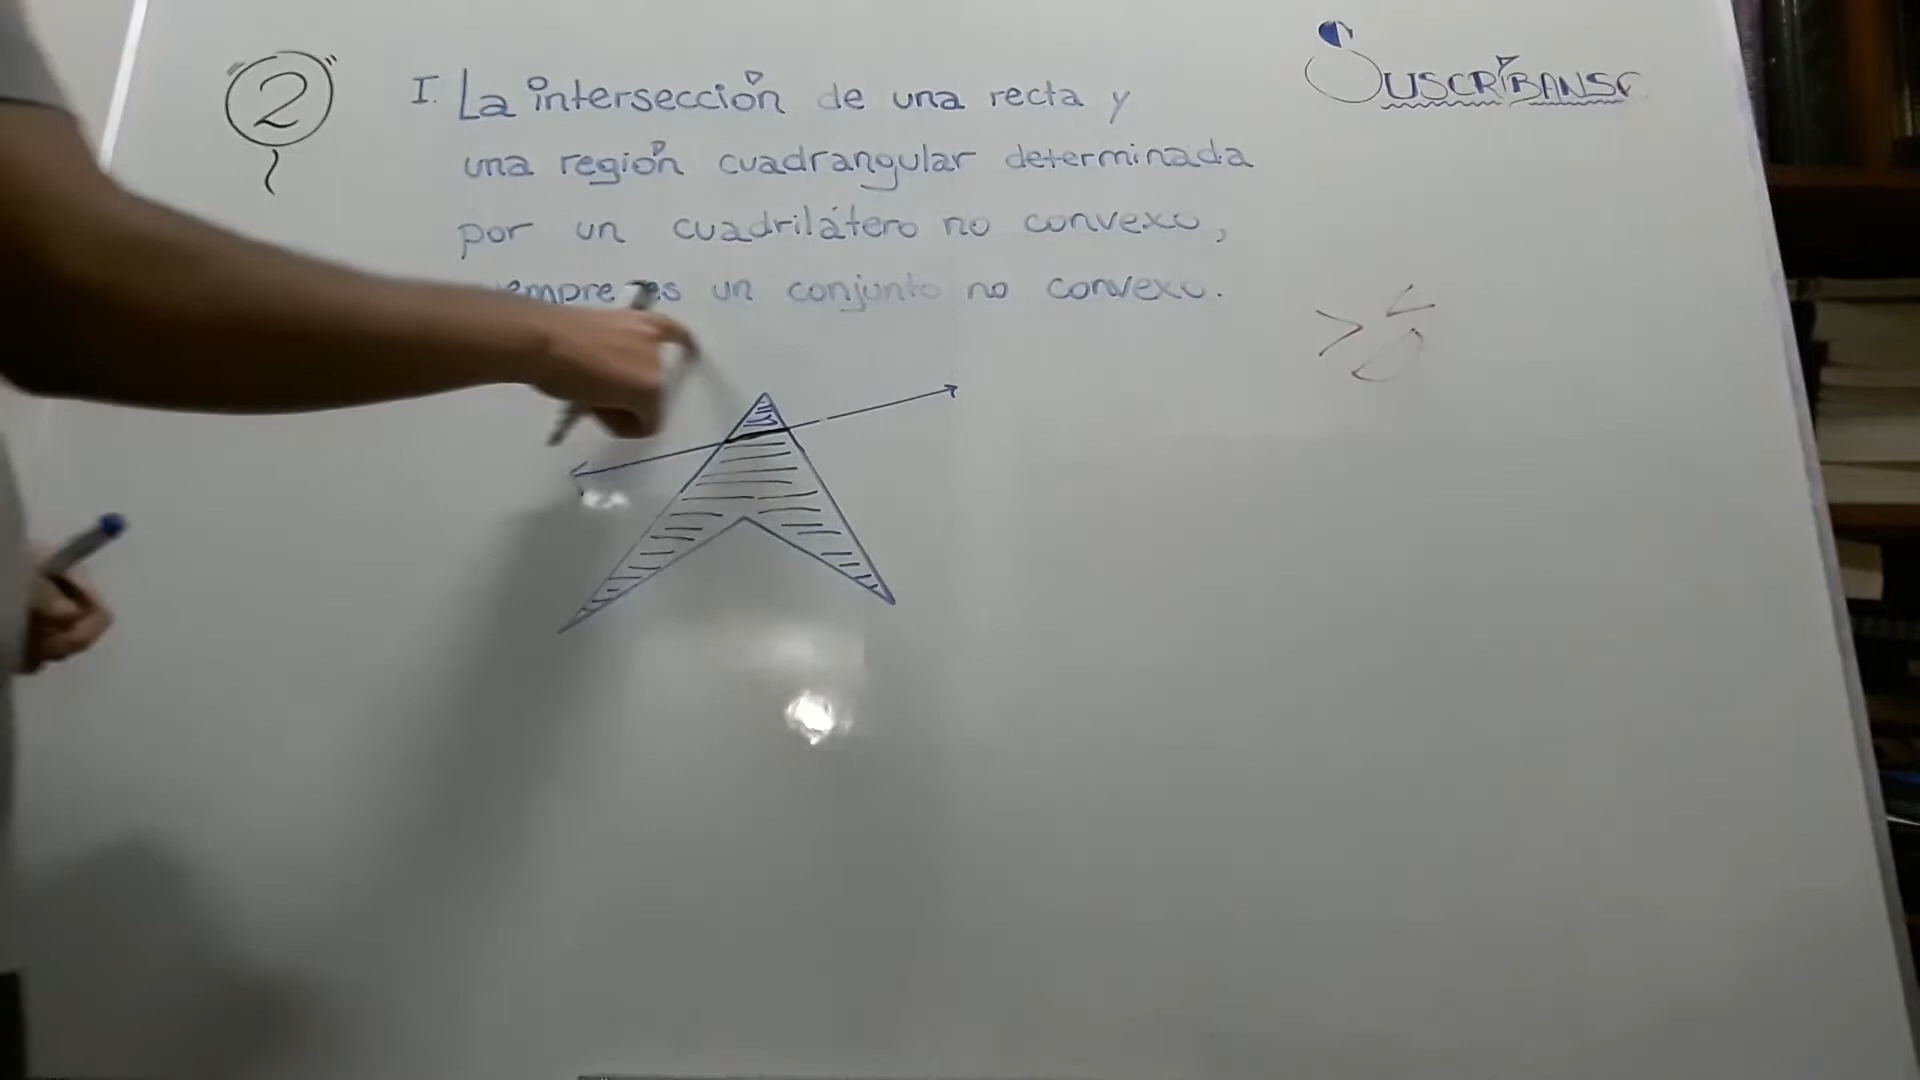 2
I. La intersección de una recta y
una región cuadrangular determinada
por un cuadrilátero no convexo,
es un conjunto no convexo.
SUSCRÍBANSE